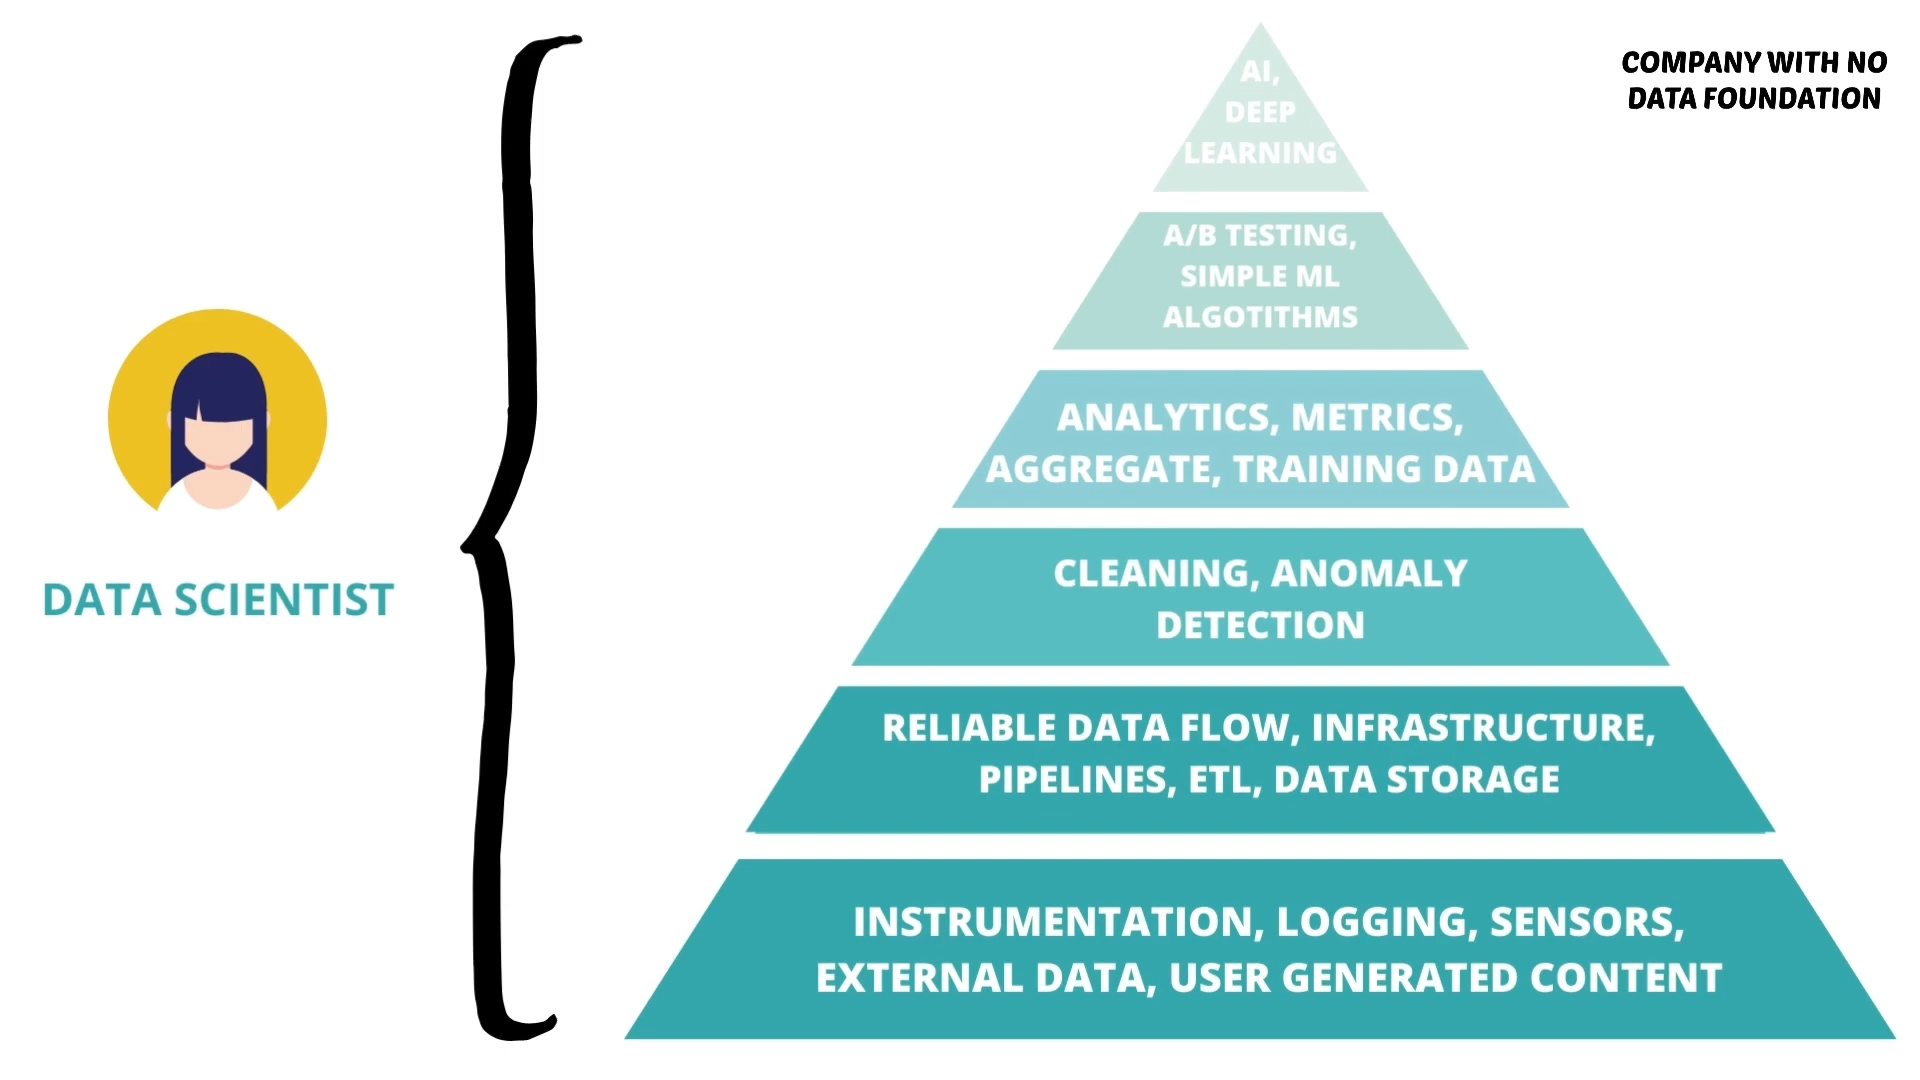 COMPANY WITH NO
DATA FOUNDATION
AI,
DEEP
LEARNING
A/B TESTING,
SIMPLE ML
ALGOTITHMS
ANALYTICS, METRICS,
AGGREGATE, TRAINING DATA
CLEANING, ANOMALY
DETECTION
RELIABLE DATA FLOW, INFRASTRUCTURE,
PIPELINES, ETL, DATA STORAGE
INSTRUMENTATION, LOGGING, SENSORS,
EXTERNAL DATA, USER GENERATED CONTENT
DATA SCIENTIST